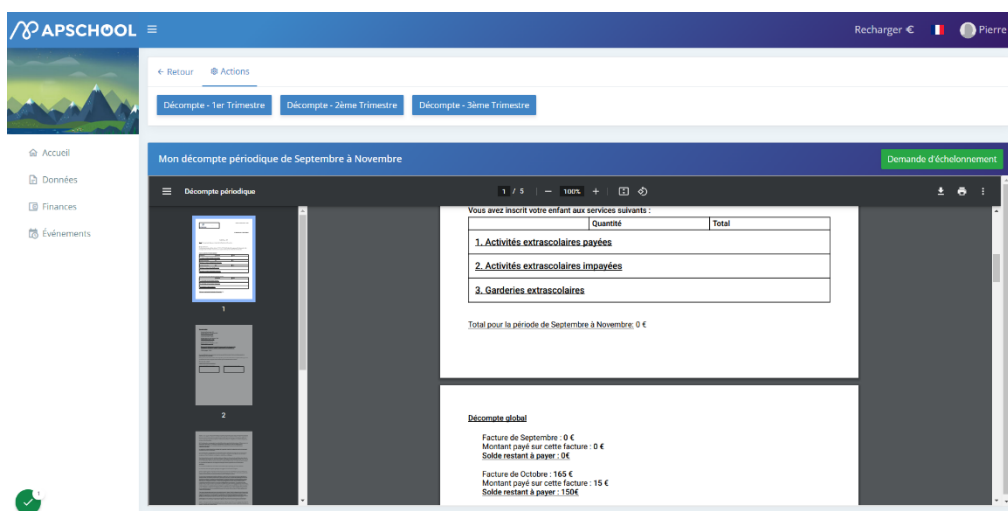 APSCHOOL
Recharger €
Pierre
← Retour
Actions
Décompte - 1er Trimestre
Décompte - 2ème Trimestre
Décompte - 3ème Trimestre
Accueil
Données
Finances
Événements
Mon décompte périodique de Septembre à Novembre
Demande d'échelonnement
Décompte périodique
1 / 5
100%
1
2
Vous avez inscrit votre enfant aux services suivants :
Quantité
Total
1. Activités extrascolaires payées
2. Activités extrascolaires impayées
3. Garderies extrascolaires
Total pour la période de Septembre à Novembre: 0 €
Décompte global
Facture de Septembre : 0 €
Montant payé sur cette facture : 0 €
Solde restant à payer : 0€
Facture de Octobre : 165 €
Montant payé sur cette facture : 15 €
Solde restant à payer : 150€